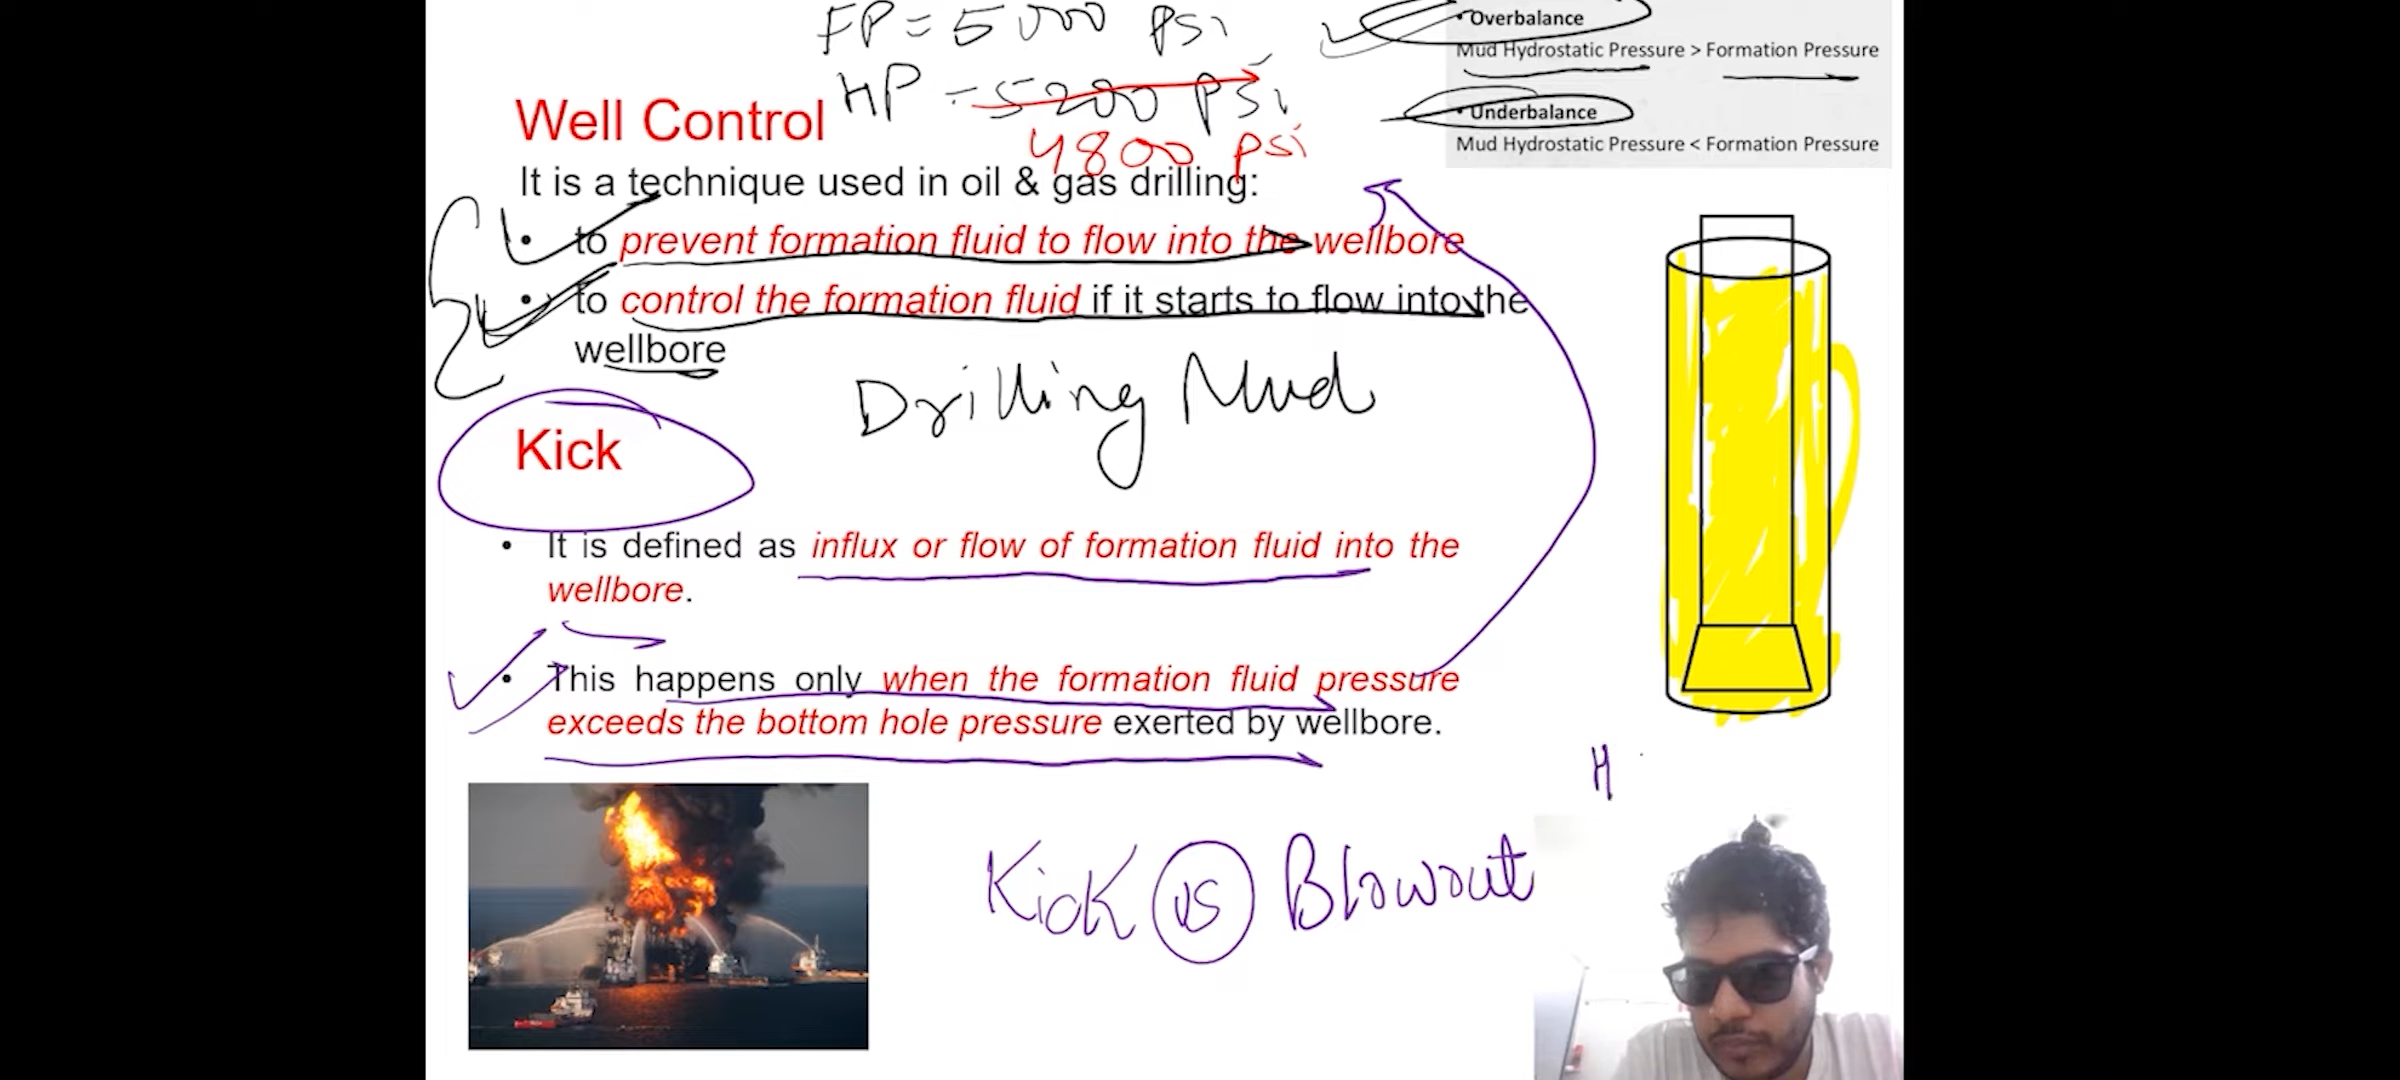 FP = 5000 psi
HP = 5200 psi
4800 psi
• Overbalance
Mud Hydrostatic Pressure > Formation Pressure
• Underbalance
Mud Hydrostatic Pressure < Formation Pressure
Well Control
It is a technique used in oil & gas drilling:
• to prevent formation fluid to flow into the wellbore
• to control the formation fluid if it starts to flow into the
wellbore
Drilling Mud
Kick
• It is defined as influx or flow of formation fluid into the
wellbore.
• This happens only when the formation fluid pressure
exceeds the bottom hole pressure exerted by wellbore.
H
Kick vs Blowout